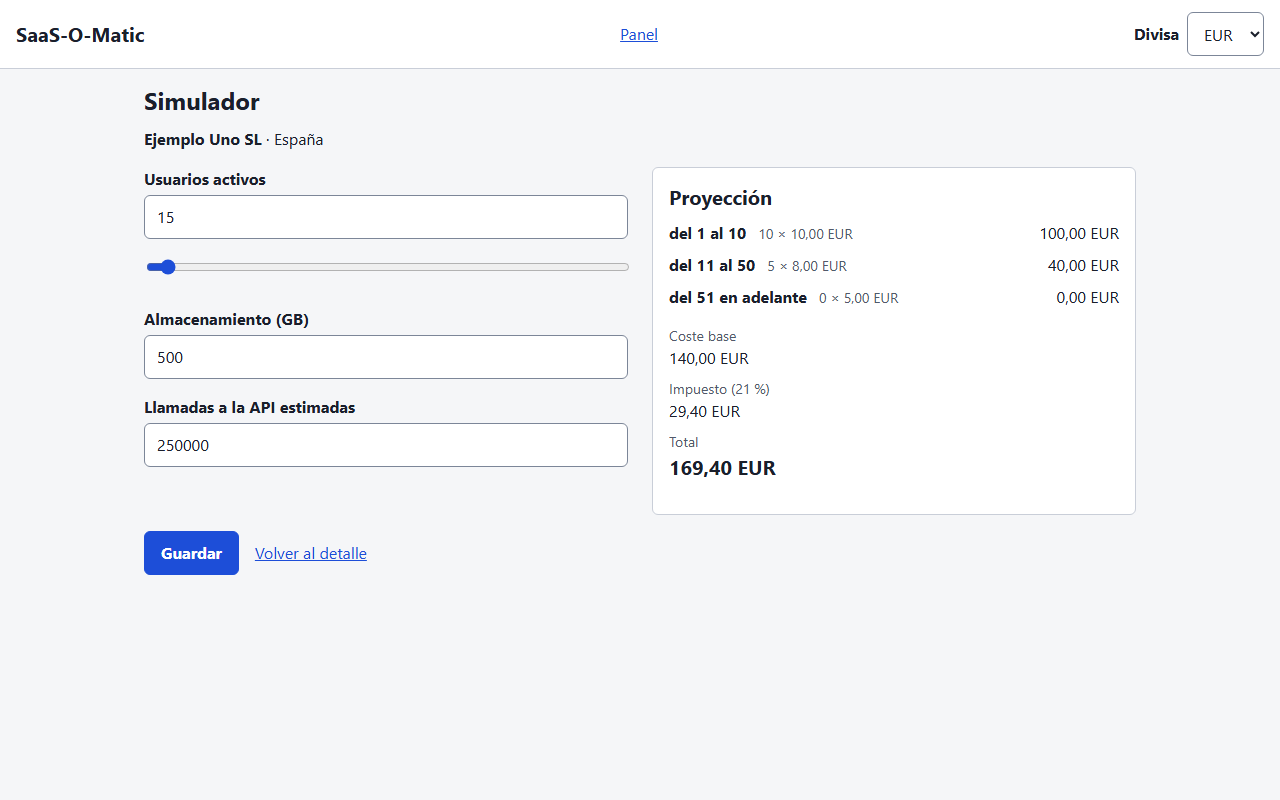 SaaS-O-Matic
Panel
Divisa EUR
Simulador
Ejemplo Uno SL · España
Usuarios activos
15
Almacenamiento (GB)
500
Llamadas a la API estimadas
250000
Proyección
del 1 al 10 10 × 10,00 EUR 100,00 EUR
del 11 al 50 5 × 8,00 EUR 40,00 EUR
del 51 en adelante 0 × 5,00 EUR 0,00 EUR
Coste base
140,00 EUR
Impuesto (21 %)
29,40 EUR
Total
169,40 EUR
Guardar
Volver al detalle